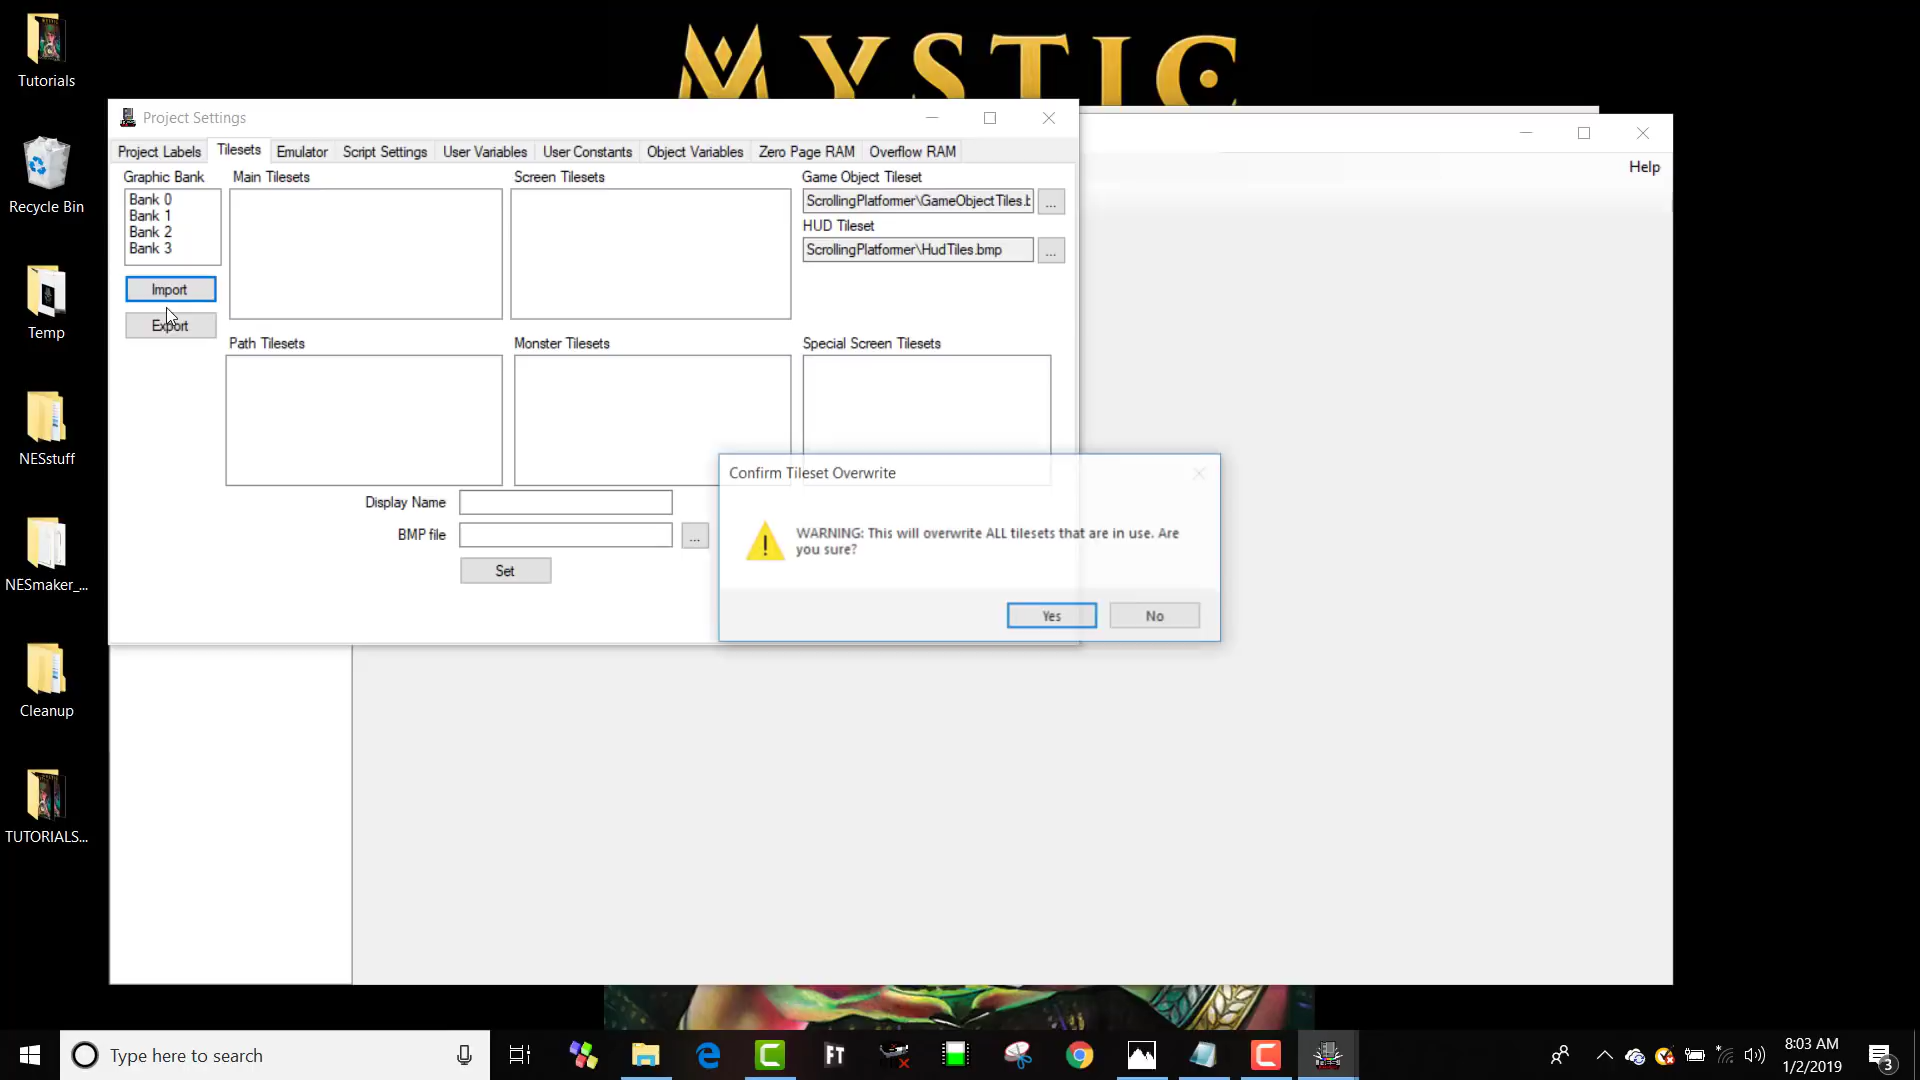 MYSTIC
Tutorials
Recycle Bin
Temp
NESstuff
NESmaker_...
Cleanup
TUTORIALS...
Project Settings
Project Labels
Tilesets
Emulator
Script Settings
User Variables
User Constants
Object Variables
Zero Page RAM
Overflow RAM
Help
Graphic Bank
Main Tilesets
Screen Tilesets
Game Object Tileset
Bank 0
Bank 1
Bank 2
Bank 3
ScrollingPlatformer\GameObjectTiles.b
...
HUD Tileset
ScrollingPlatformer\HudTiles.bmp
...
Import
Export
Path Tilesets
Monster Tilesets
Special Screen Tilesets
Display Name
BMP file
...
Set
Confirm Tileset Overwrite
WARNING: This will overwrite ALL tilesets that are in use. Are
you sure?
Yes
No
Type here to search
FT
8:03 AM
1/2/2019
3